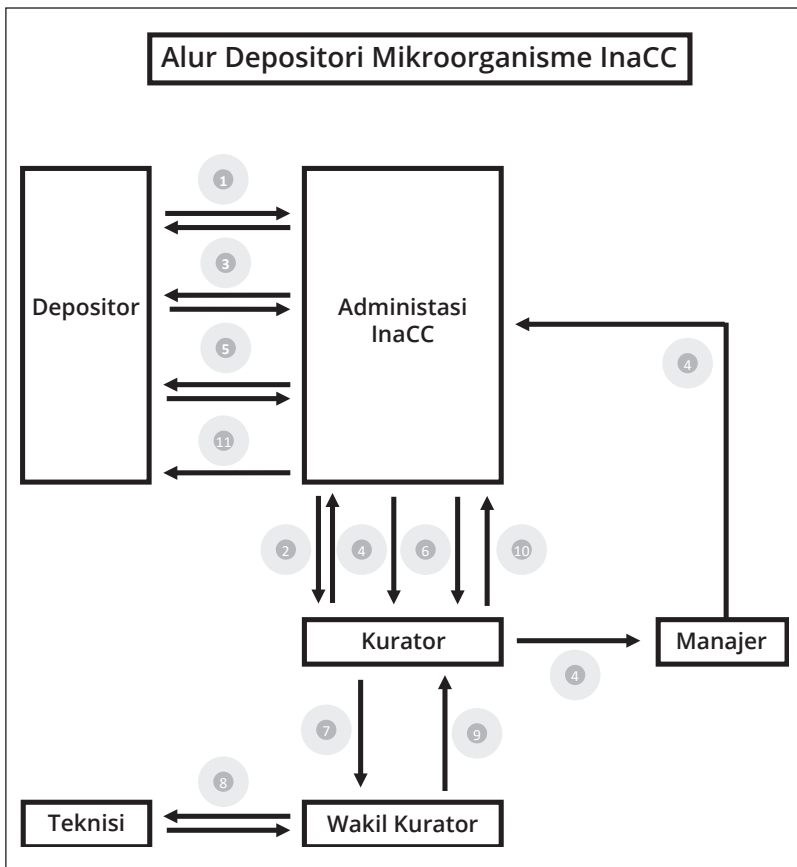 Alur Depositori Mikroorganisme InaCC
1
3
Depositor
Administasi
InaCC
5
4
11
2
4
6
10
Kurator
Manajer
4
7
9
8
Teknisi
Wakil Kurator